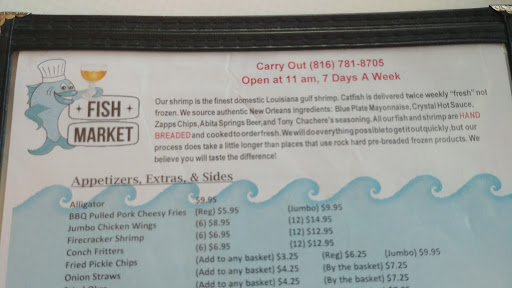 Carry Out (816) 781-8705
Open at 11 am, 7 Days A Week
FISH
MARKET
Our shrimp is the finest domestic Louisiana gulf shrimp. Catfish is delivered twice weekly "fresh" not
frozen. We source authentic New Orleans Ingredients: Blue Plate Mayonnaise, Crystal Hot Sauce,
Zapps Chips, Abita Springs Beer, and Tony Chachere's seasoning. All our fish and shrimp are HAND
BREADED and cooked to order fresh. We will do everything possible to get it out quickly, but our
process does take a little longer than places that use rock hard pre-breaded frozen products. We
believe you will taste the difference!
Appetizers, Extras, & Sides
Alligator $9.95
BBQ Pulled Pork Cheesy Fries (Reg) $5.95 (Jumbo) $9.95
Jumbo Chicken Wings (6) $8.95 (12) $14.95
Firecracker Shrimp (6) $6.95 (12) $12.95
Conch Fritters (6) $6.95 (12) $12.95
Fried Pickle Chips (Add to any basket) $3.25 (Reg) $6.25 (Jumbo) $9.95
Onion Straws (Add to any basket) $4.25 (By the basket) $7.25
(Add to any basket) $4.25 (By the basket) $7.25